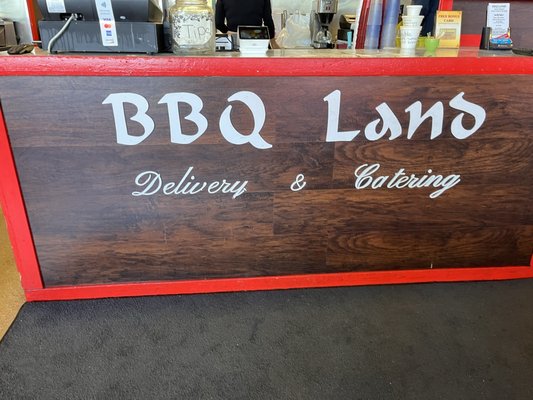 TIPS
BBQ Land
Delivery & Catering